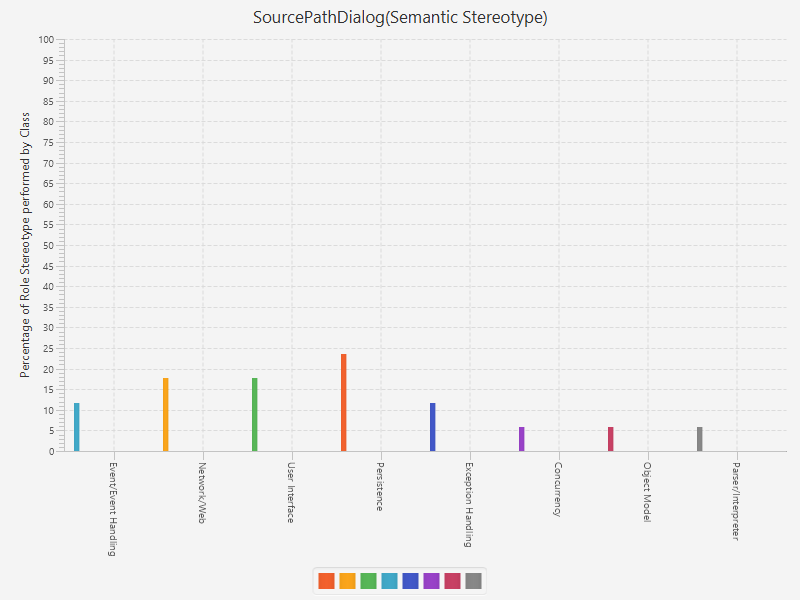 SourcePathDialog(Semantic Stereotype)
Percentage of Role Stereotype performed by Class
100
95
90
85
80
75
70
65
60
55
50
45
40
35
30
25
20
15
10
5
0
Event/Event Handling
Network/Web
User Interface
Persistence
Exception Handling
Concurrency
Object Model
Parser/Interpreter